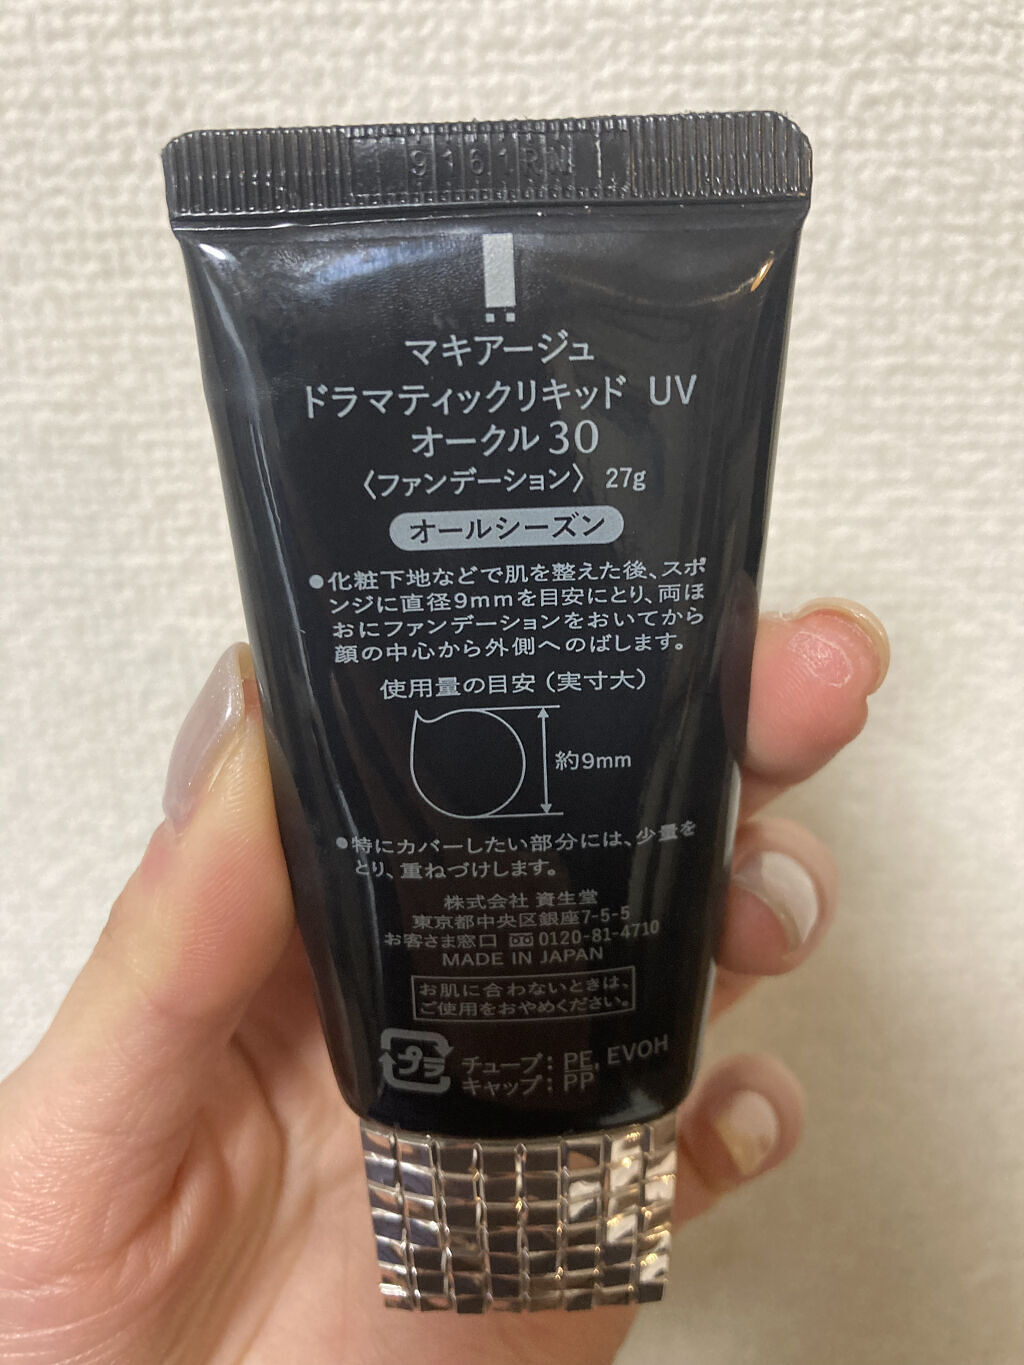 9161RM
マキアージュ
ドラマティックリキッド UV
オークル30
〈ファンデーション〉 27g
オールシーズン
●化粧下地などで肌を整えた後、スポ
ンジに直径9mmを目安にとり、両ほ
おにファンデーションをおいてから
顔の中心から外側へのばします。
使用量の目安（実寸大）
約9mm
●特にカバーしたい部分には、少量を
とり、重ねづけします。
株式会社 資生堂
東京都中央区銀座7-5-5
お客さま窓口 0120-81-4710
MADE IN JAPAN
お肌に合わないときは、
ご使用をおやめください。
プラ
チューブ：PE, EVOH
キャップ：PP